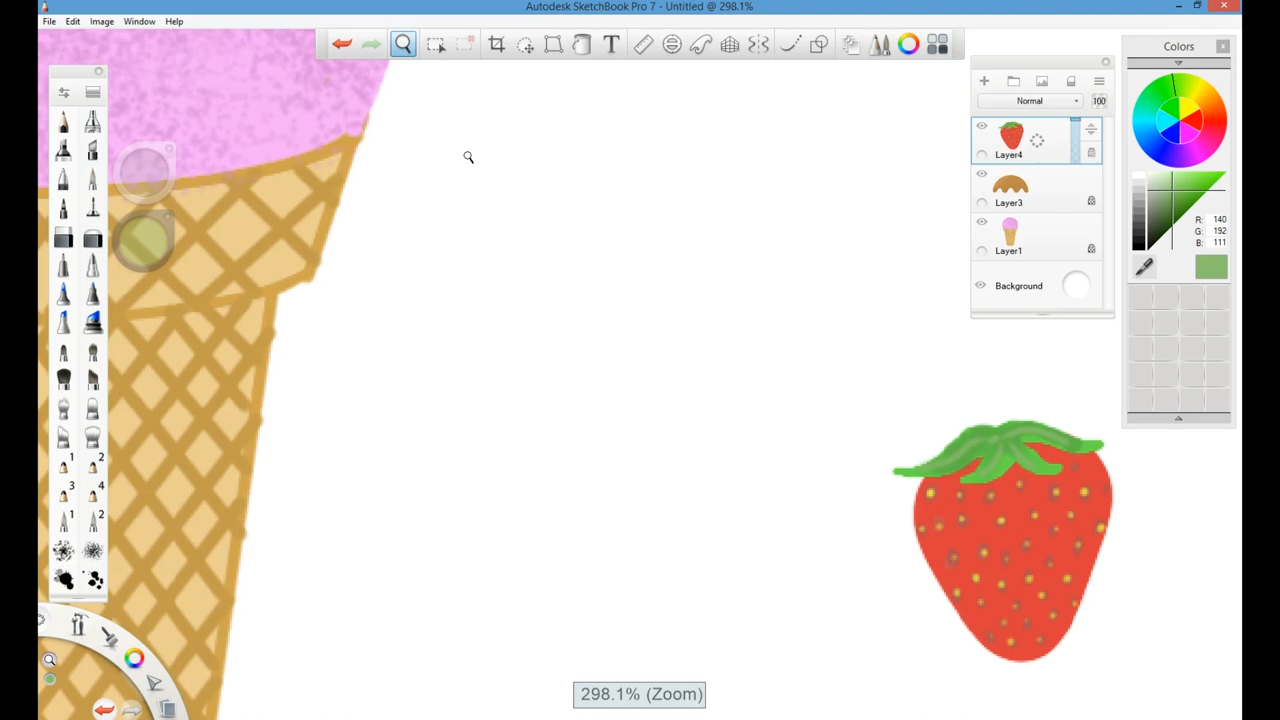 Autodesk SketchBook Pro 7 - Untitled @ 298.1%
File Edit Image Window Help
Colors
Normal 100
Layer4
Layer3
Layer1
Background
R: 140
G: 192
B: 111
1 2
3 4
1 2
298.1% (Zoom)